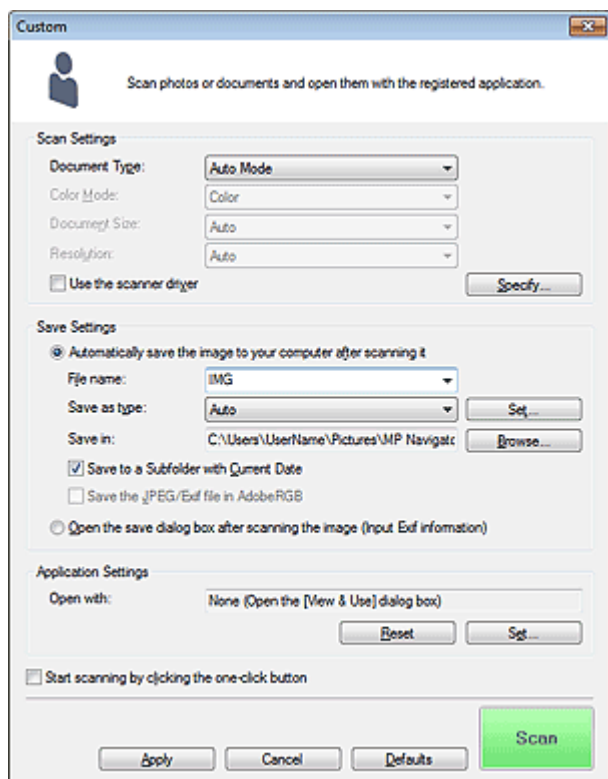 Custom
Scan photos or documents and open them with the registered application.
Scan Settings
Document Type: Auto Mode
Color Mode: Color
Document Size: Auto
Resolution: Auto
Use the scanner driver Specify...
Save Settings
Automatically save the image to your computer after scanning it
File name: IMG
Save as type: Auto Set...
Save in: C:\Users\UserName\Pictures\MP Navigato Browse...
Save to a Subfolder with Current Date
Save the JPEG/Exif file in AdobeRGB
Open the save dialog box after scanning the image (Input Exif information)
Application Settings
Open with: None (Open the [View & Use] dialog box)
Reset Set...
Start scanning by clicking the one-click button
Scan
Apply Cancel Defaults